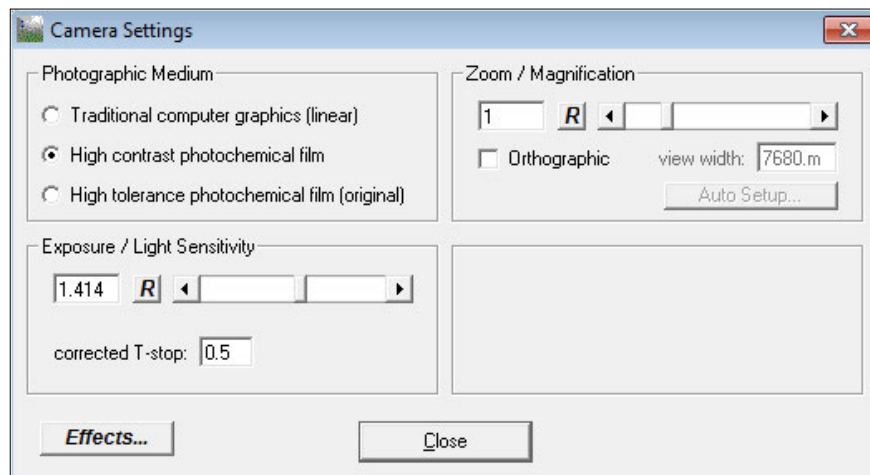 Camera Settings
Photographic Medium
Traditional computer graphics (linear)
High contrast photochemical film
High tolerance photochemical film (original)
Zoom / Magnification
1 R
Orthographic view width: 7680.m
Auto Setup...
Exposure / Light Sensitivity
1.414 R
corrected T-stop: 0.5
Effects...
Close